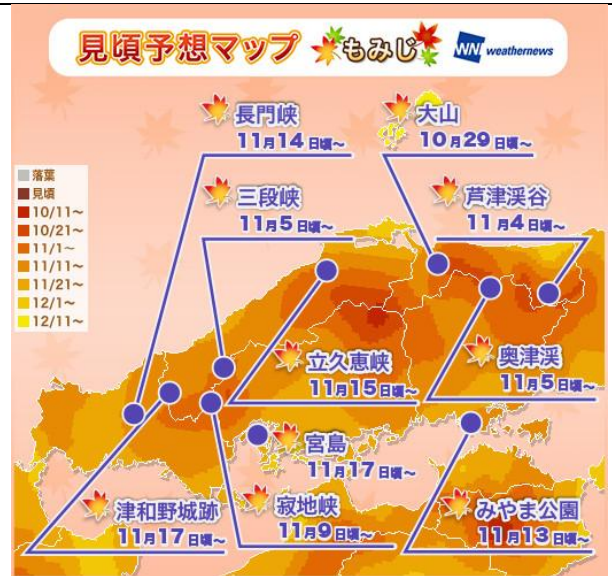 見頃予想マップ もみじ WNI weathernews
長門峡
11月14日頃~
大山
10月29日頃~
三段峡
11月5日頃~
芦津渓谷
11月4日頃~
落葉
見頃
10/11~
10/21~
11/1~
11/11~
11/21~
12/1~
12/11~
立久恵峡
11月15日頃~
奥津渓
11月5日頃~
宮島
11月17日頃~
津和野城跡
11月17日頃~
寂地峡
11月9日頃~
みやま公園
11月13日頃~